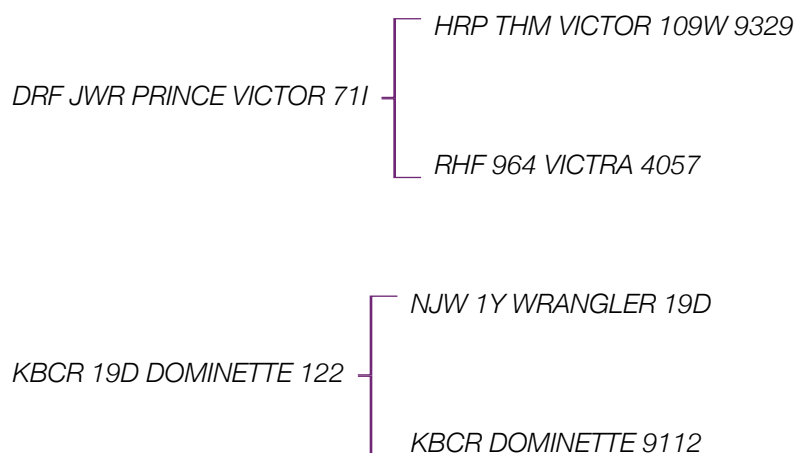 HRP THM VICTOR 109W 9329
DRF JWR PRINCE VICTOR 71I
RHF 964 VICTRA 4057
NJW 1Y WRANGLER 19D
KBCR 19D DOMINETTE 122
KBCR DOMINETTE 9112